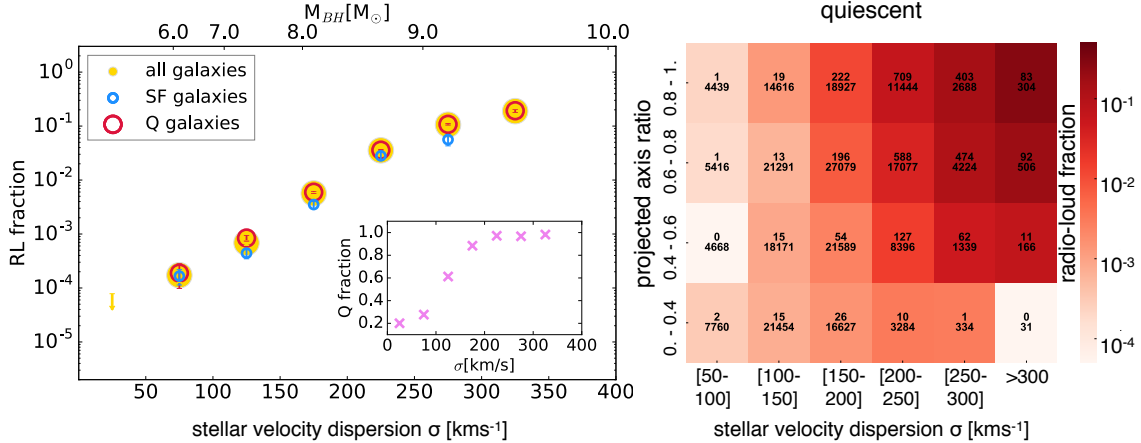 M_BH[M_⊙]
6.0 7.0 8.0 9.0 10.0
RL fraction
10⁰
10⁻¹
10⁻²
10⁻³
10⁻⁴
10⁻⁵
all galaxies
SF galaxies
Q galaxies
Q fraction
1.0
0.8
0.6
0.4
0.2
0 100 200 300 400
σ[km/s]
50 100 150 200 250 300 350 400
stellar velocity dispersion σ [kms⁻¹]
quiescent
projected axis ratio
0.8 - 1.
1 19 222 709 403 83
4439 14616 18927 11444 2688 304
0.6 - 0.8
1 13 196 588 474 92
5416 21291 27079 17077 4224 506
0.4 - 0.6
0 15 54 127 62 11
4668 18171 21589 8396 1339 166
0. - 0.4
2 15 26 10 1 0
7760 21454 16627 3284 334 31
[50- [100- [150- [200- [250- >300
100] 150] 200] 250] 300]
stellar velocity dispersion σ [kms⁻¹]
radio-loud fraction
10⁻¹
10⁻²
10⁻³
10⁻⁴